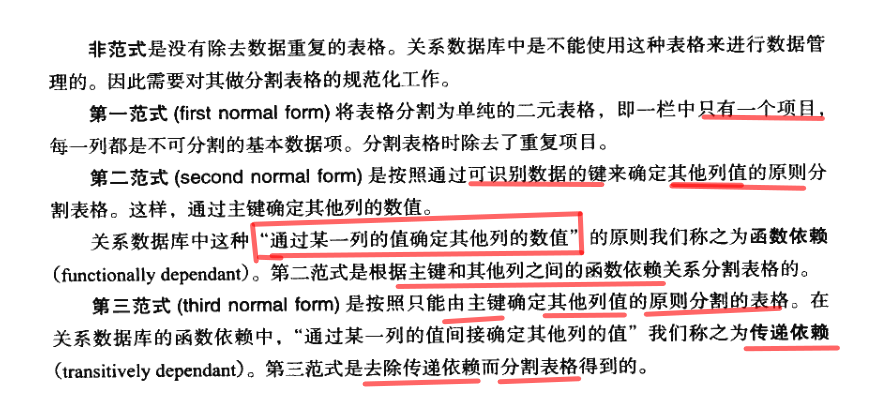 非范式是没有除去数据重复的表格。关系数据库中是不能使用这种表格来进行数据管
理的。因此需要对其做分割表格的规范化工作。
第一范式 (first normal form) 将表格分割为单纯的二元表格，即一栏中只有一个项目，
每一列都是不可分割的基本数据项。分割表格时除去了重复项目。
第二范式 (second normal form) 是按照通过可识别数据的键来确定其他列值的原则分
割表格。这样，通过主键确定其他列的数值。
关系数据库中这种“通过某一列的值确定其他列的数值”的原则我们称之为函数依赖
(functionally dependant)。第二范式是根据主键和其他列之间的函数依赖关系分割表格的。
第三范式 (third normal form) 是按照只能由主键确定其他列值的原则分割的表格。在
关系数据库的函数依赖中，“通过某一列的值间接确定其他列的值”我们称之为传递依赖
(transitively dependant)。第三范式是去除传递依赖而分割表格得到的。